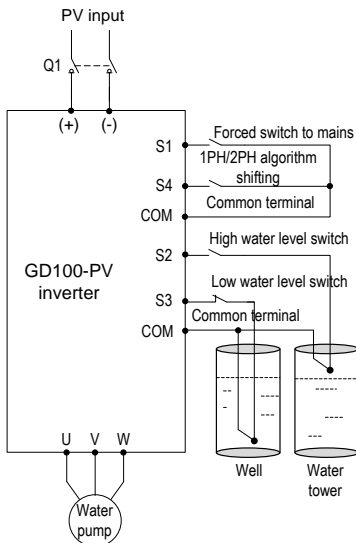 PV input
Q1
(+) (-)
S1
Forced switch to mains
1PH/2PH algorithm
shifting
S4
Common terminal
COM
High water level switch
S2
GD100-PV
inverter
Low water level switch
S3
Common terminal
COM
U V W
Well
Water
tower
Water
pump